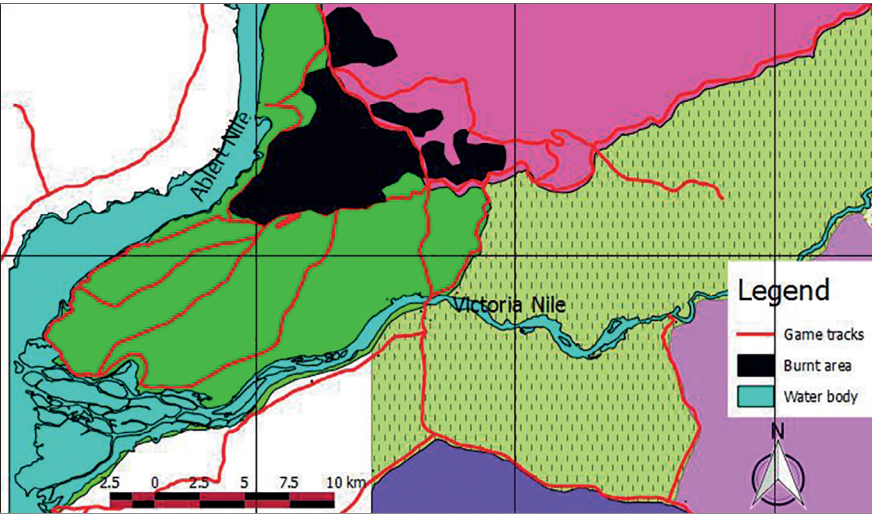 Ablert Nile
Victoria Nile
Legend
Game tracks
Burnt area
Water body
N
2.5 0 2.5 5 7.5 10 km